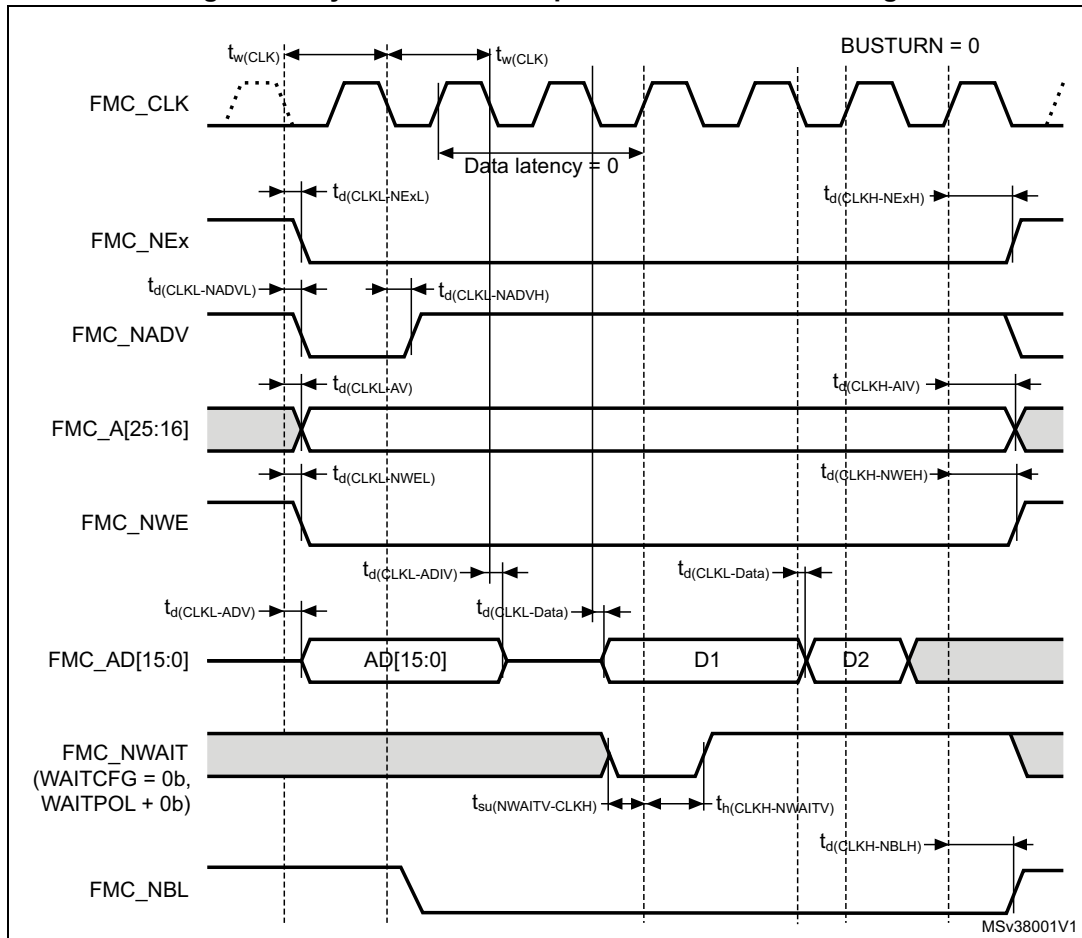 BUSTURN = 0
tw(CLK) tw(CLK)
FMC_CLK
Data latency = 0
td(CLKL-NExL) td(CLKH-NExH)
FMC_NEx
td(CLKL-NADVL) td(CLKL-NADVH)
FMC_NADV
td(CLKL-AV) td(CLKH-AIV)
FMC_A[25:16]
td(CLKL-NWEL) td(CLKH-NWEH)
FMC_NWE
td(CLKL-ADIV) td(CLKL-Data)
td(CLKL-ADV) td(CLKL-Data)
FMC_AD[15:0] AD[15:0] D1 D2
FMC_NWAIT
(WAITCFG = 0b,
WAITPOL + 0b)
tsu(NWAITV-CLKH) th(CLKH-NWAITV)
td(CLKH-NBLH)
FMC_NBL
MSv38001V1